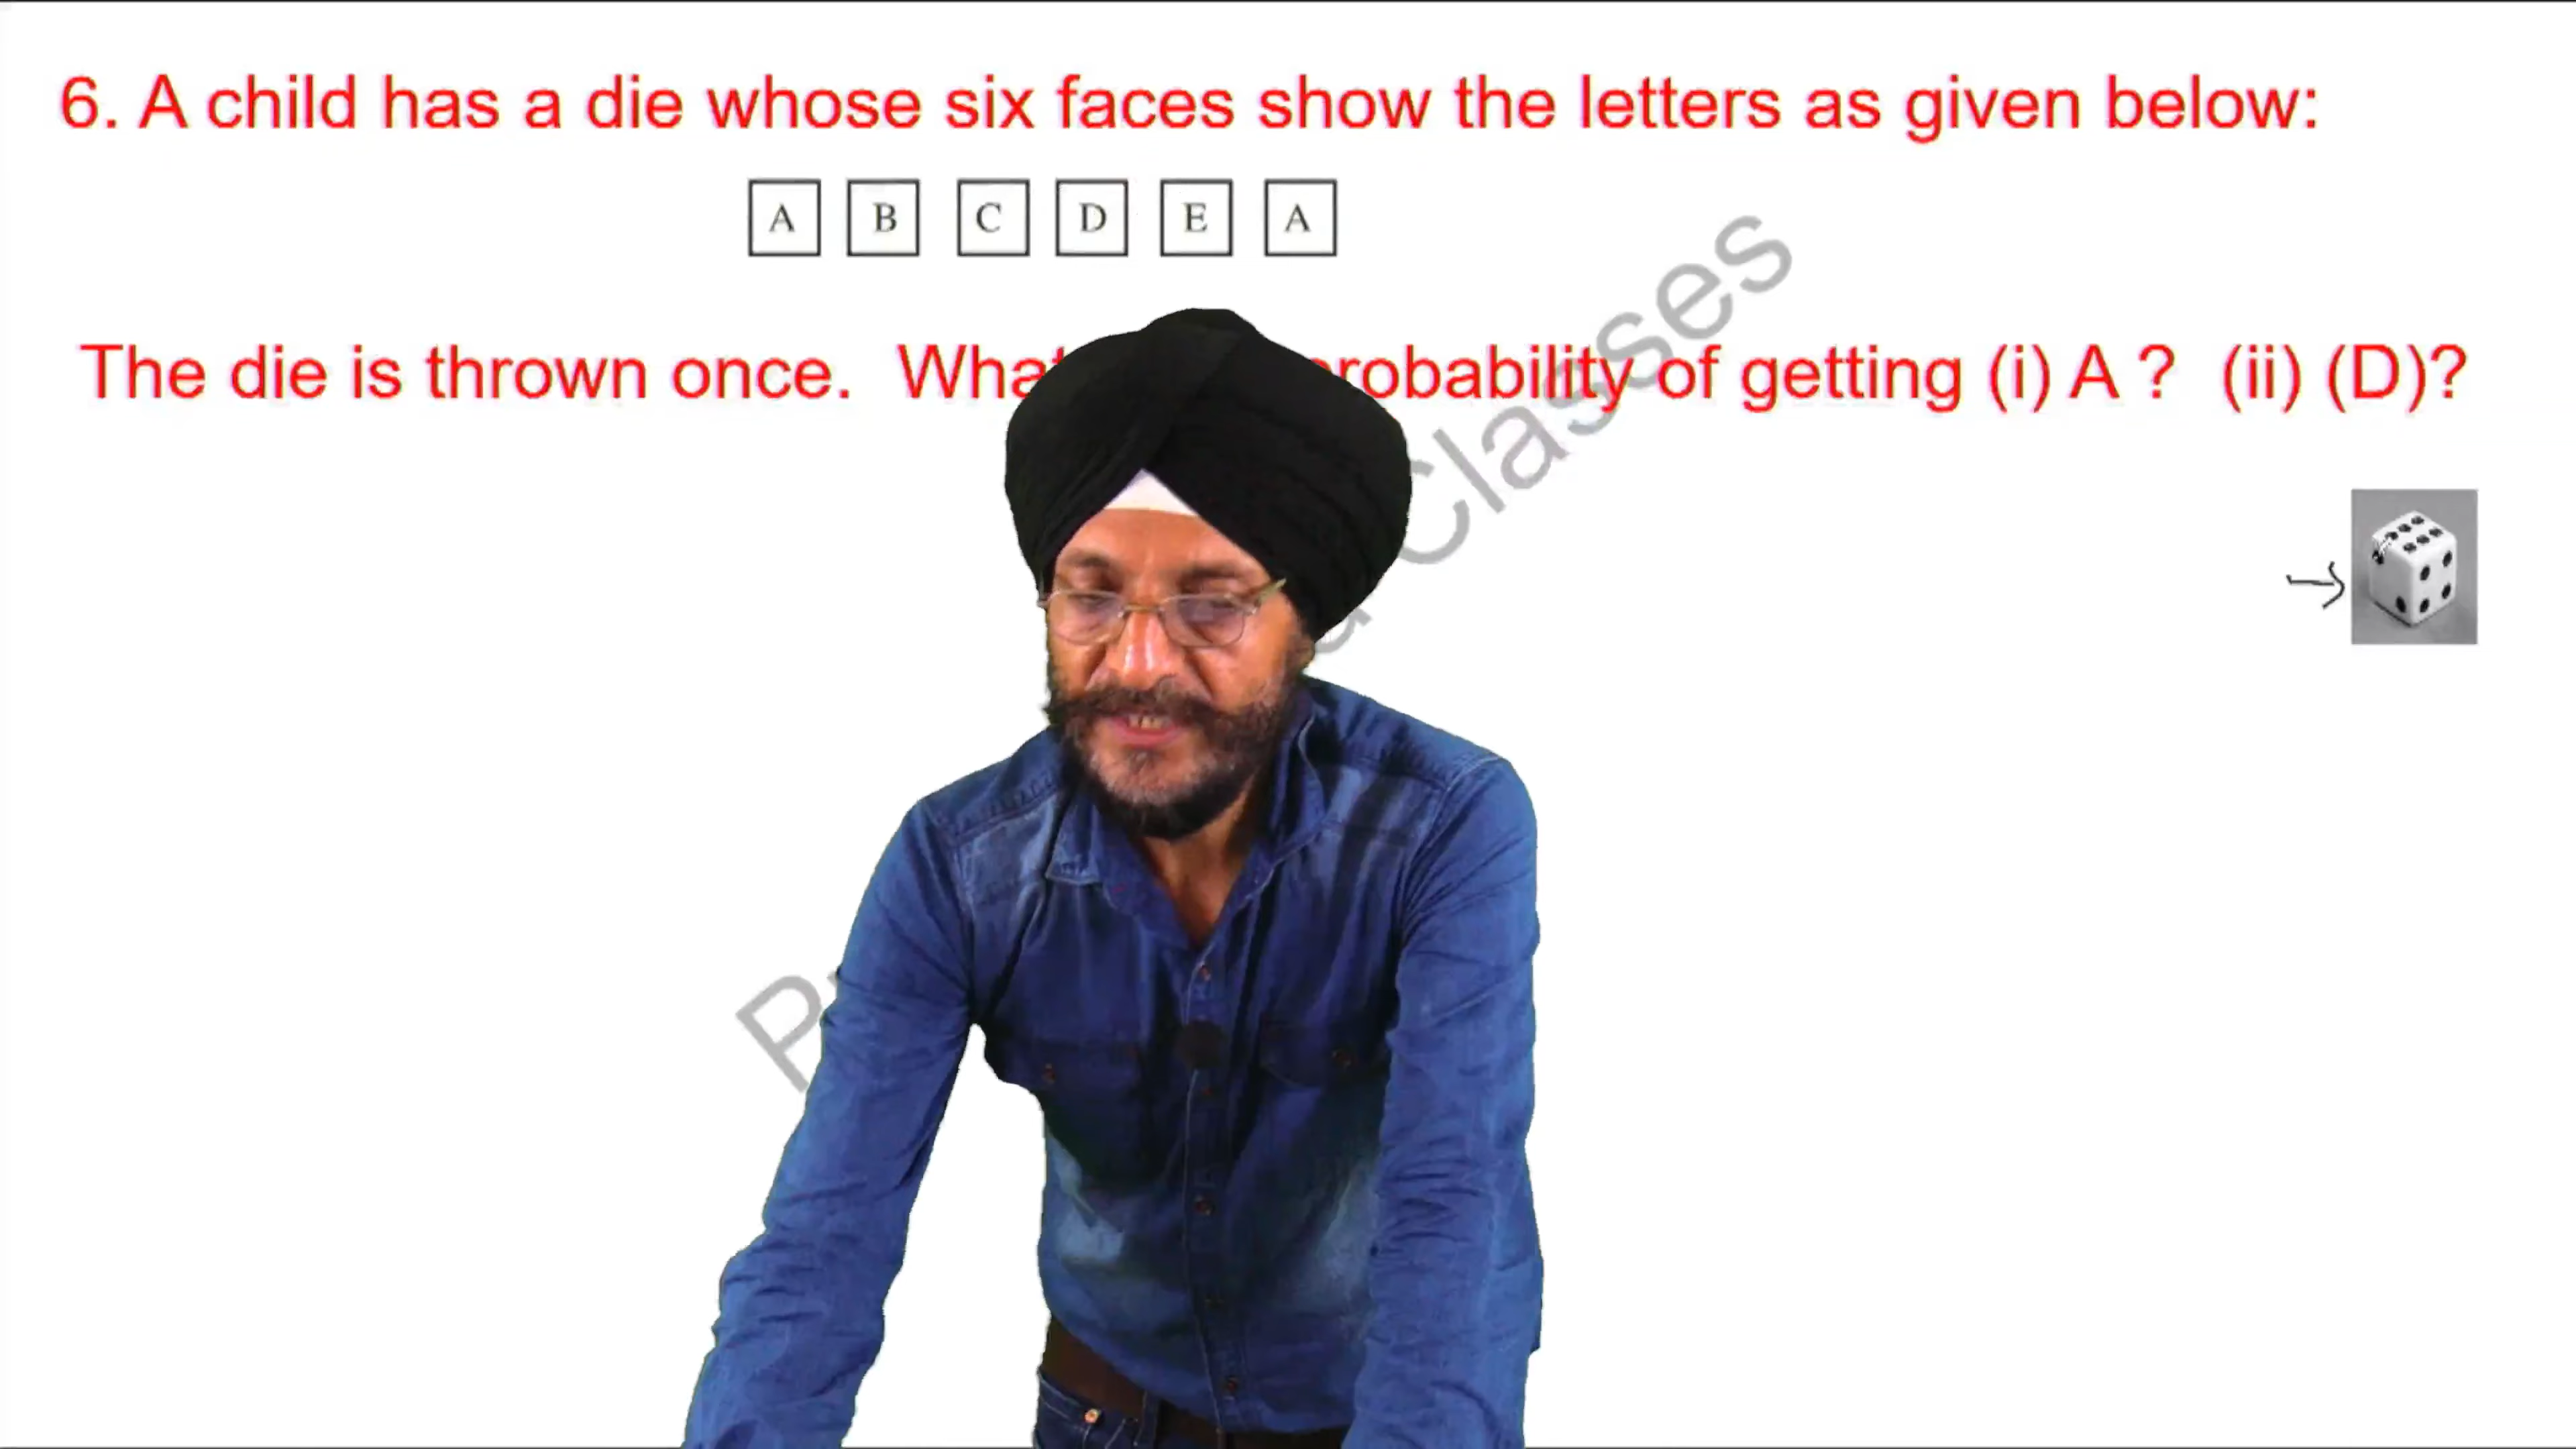 6. A child has a die whose six faces show the letters as given below:
A B C D E A
The die is thrown once. What probability of getting (i) A ? (ii) (D)?
Classes